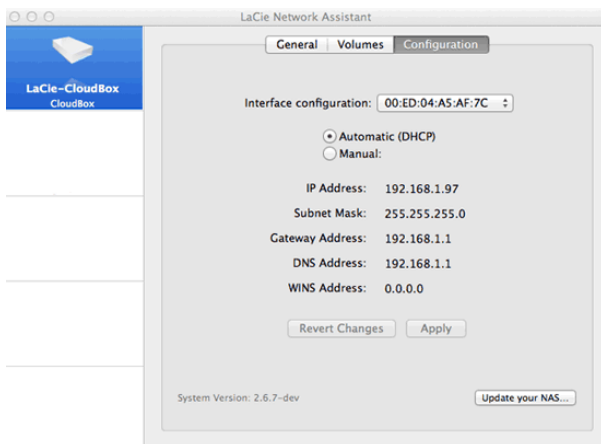 LaCie Network Assistant
LaCie-CloudBox
CloudBox
General Volumes Configuration
Interface configuration: 00:ED:04:A5:AF:7C
Automatic (DHCP)
Manual:
IP Address: 192.168.1.97
Subnet Mask: 255.255.255.0
Gateway Address: 192.168.1.1
DNS Address: 192.168.1.1
WINS Address: 0.0.0.0
Revert Changes Apply
System Version: 2.6.7-dev Update your NAS...